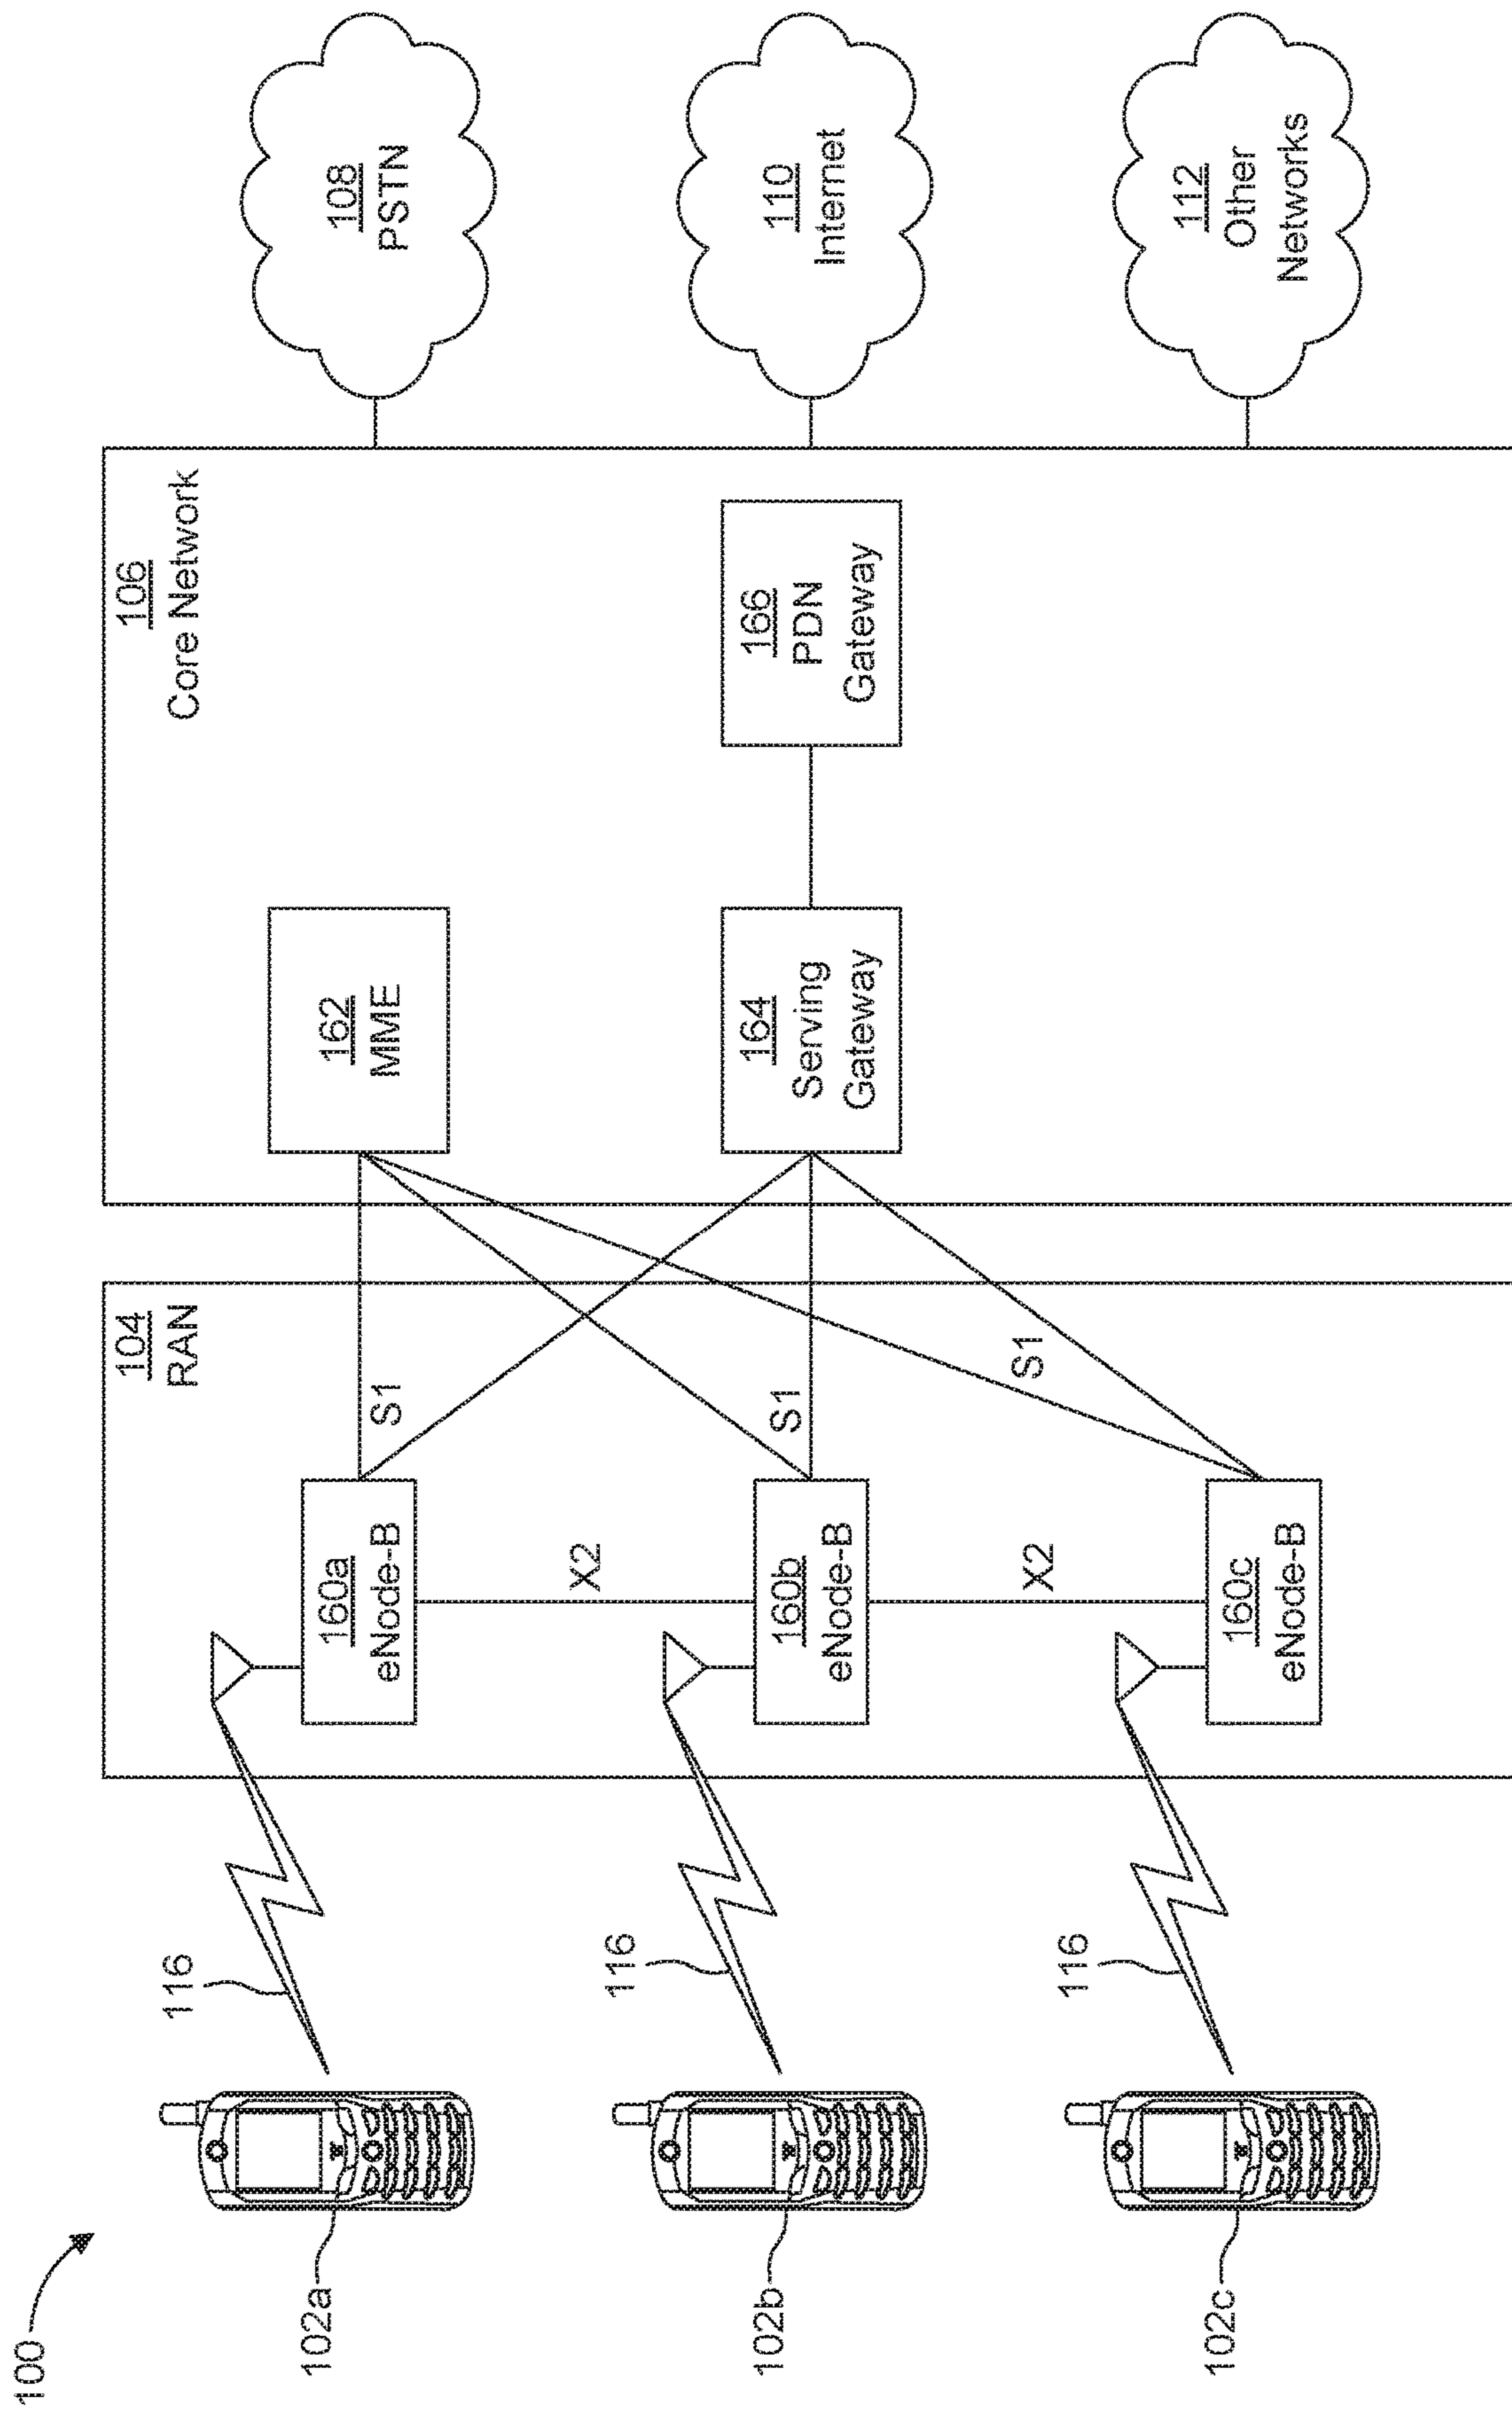 100
102a
116
102b
116
102c
116
104
RAN
160a
eNode-B
X2
160b
eNode-B
X2
160c
eNode-B
S1
S1
S1
106
Core Network
162
MME
164
Serving
Gateway
166
PDN
Gateway
108
PSTN
110
Internet
112
Other
Networks